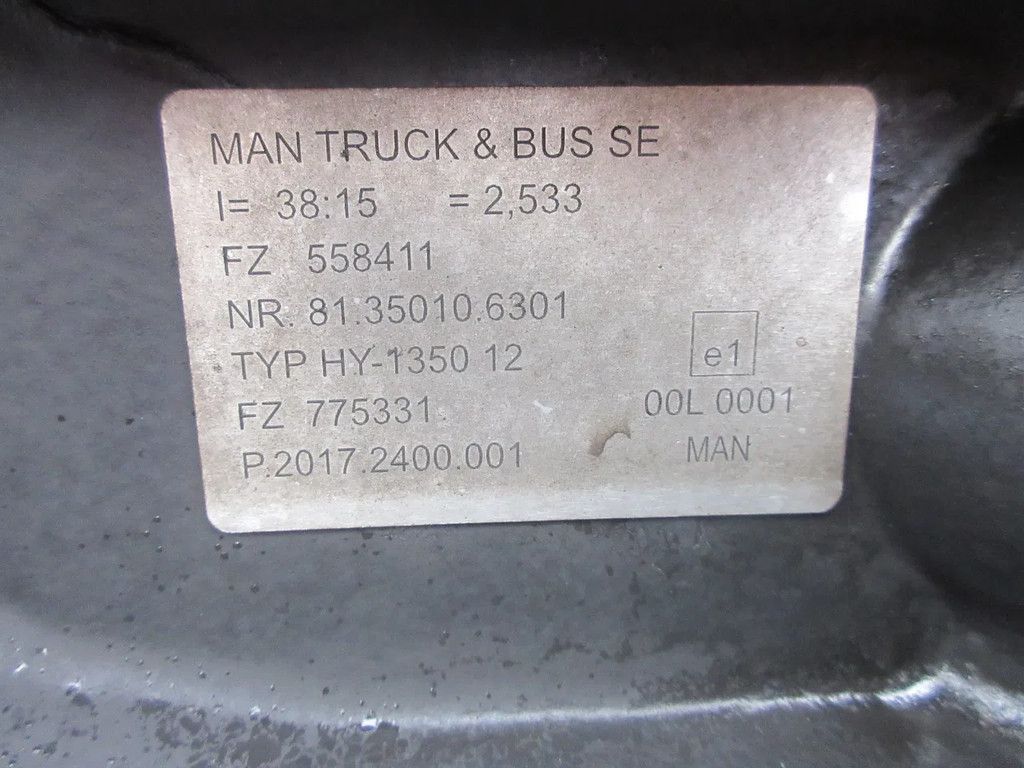 MAN TRUCK & BUS SE
I= 38:15 = 2,533
FZ 558411
NR. 81.35010.6301
TYP HY-1350 12
FZ 775331
P.2017.2400.001
e1
00L 0001
MAN